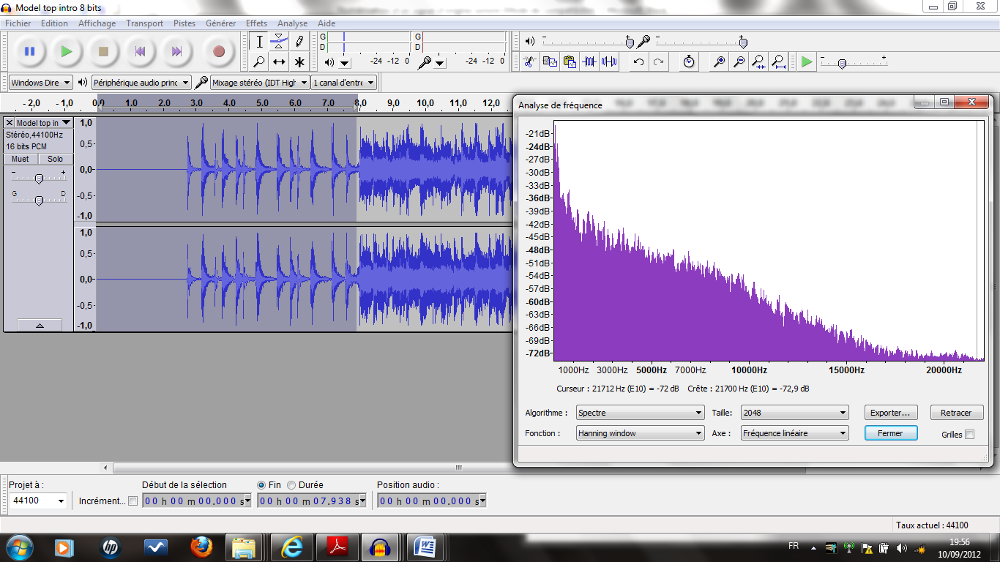 Model top intro 8 bits
Fichier Edition Affichage Transport Pistes Générer Effets Analyse Aide
G
D
-24 -12 0
G
D
-24 -12 0
Windows Dire
Périphérique audio princ
Mixage stéréo (IDT High
1 canal d'entre
- 2,0 - 1,0 0,0 1.0 2.0 3.0 4.0 5.0 6.0 7.0 8,0 9,0 10,0 11,0 12,0
Model top in
Stéréo,44100Hz
16 bits PCM
Muet Solo
- +
G D
1,0
0,5-
0,0-
-0,5-
-1,0
1,0
0,5-
0,0-
-0,5-
-1,0
Analyse de fréquence
-21dB
-24dB
-27dB
-30dB
-33dB
-36dB
-39dB
-42dB
-45dB
-48dB
-51dB
-54dB
-57dB
-60dB
-63dB
-66dB
-69dB
-72dB
1000Hz 3000Hz 5000Hz 7000Hz 10000Hz 15000Hz 20000Hz
Curseur : 21712 Hz (E10) = -72 dB Crête : 21700 Hz (E10) = -72,9 dB
Algorithme : Spectre Taille: 2048 Exporter... Retracer
Fonction : Hanning window Axe : Fréquence linéaire Fermer Grilles
Projet à : Début de la sélection Fin Durée Position audio :
44100 Incrément... 00 h 00 m 00.000 s 00 h 00 m 07.938 s 00 h 00 m 00.000 s
Taux actuel : 44100
FR
19:56
10/09/2012